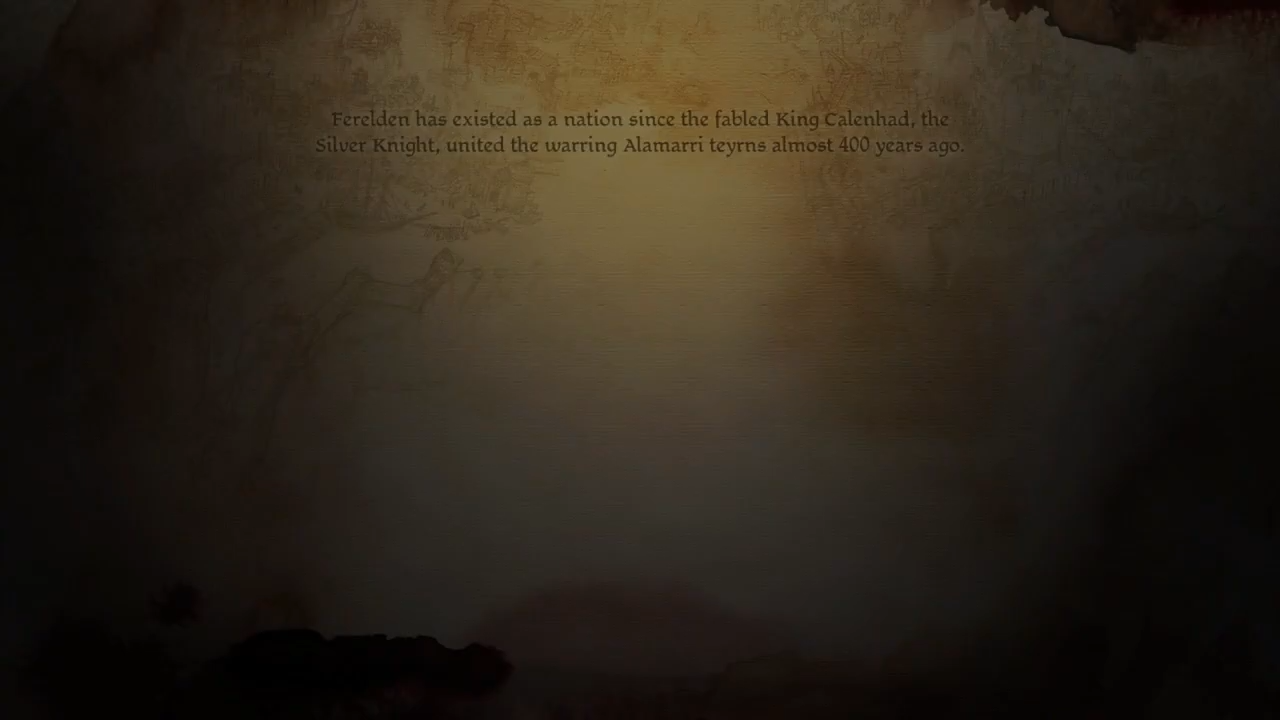 Ferelden has existed as a nation since the fabled King Calenhad, the
Silver Knight, united the warring Alamarri teyrns almost 400 years ago.